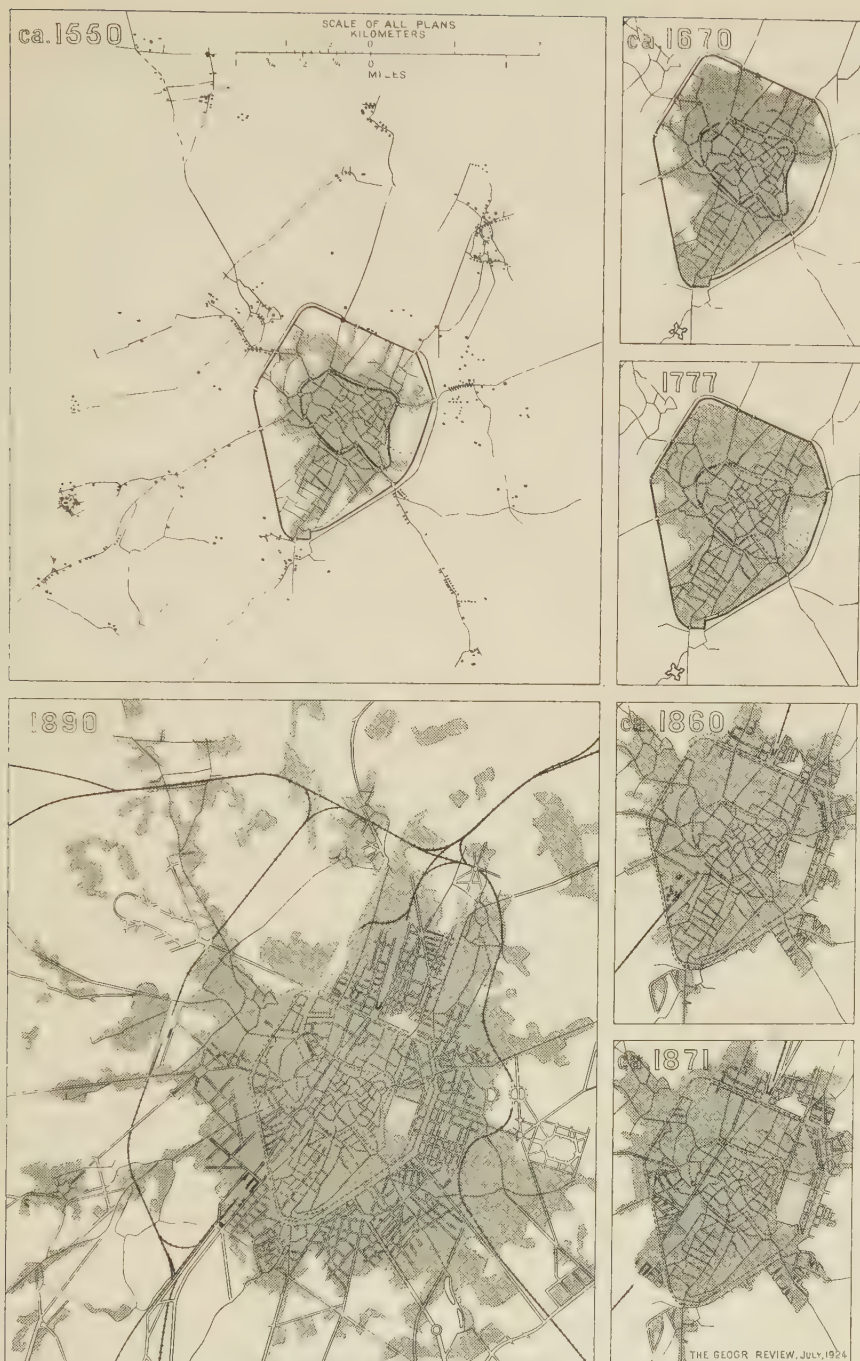 ca.1550
SCALE OF ALL PLANS
KILOMETERS
0
0
MILES
ca.1670
1777
1890
ca.1860
ca.1871
THE GEOGR REVIEW, JULY, 1924